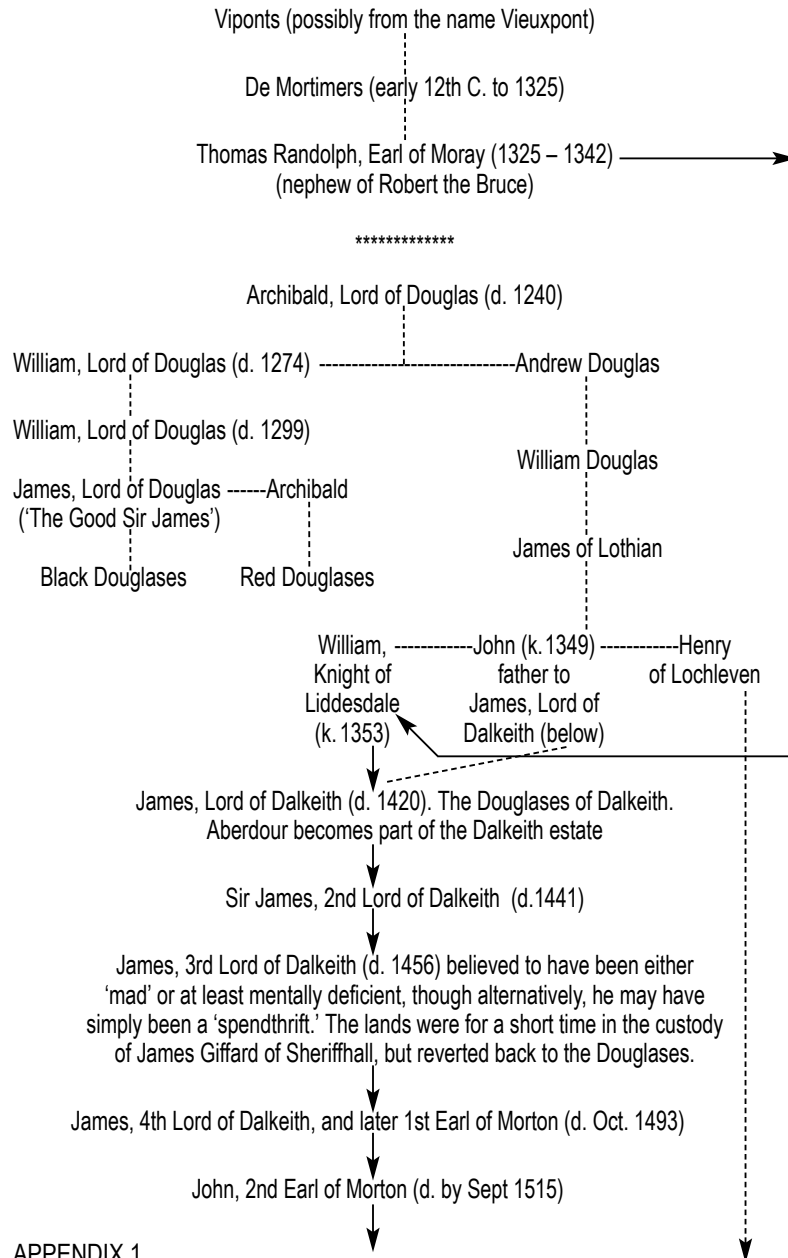 Viponts (possibly from the name Vieuxpont)
De Mortimers (early 12th C. to 1325)
Thomas Randolph, Earl of Moray (1325 – 1342)
(nephew of Robert the Bruce)
*************
Archibald, Lord of Douglas (d. 1240)
William, Lord of Douglas (d. 1274) ------------------------------Andrew Douglas
William, Lord of Douglas (d. 1299)
William Douglas
James, Lord of Douglas ------Archibald
(‘The Good Sir James’)
James of Lothian
Black Douglases Red Douglases
William, ------------John (k.1349) ------------Henry
Knight of father to of Lochleven
Liddesdale James, Lord of
(k. 1353) Dalkeith (below)
James, Lord of Dalkeith (d. 1420). The Douglases of Dalkeith.
Aberdour becomes part of the Dalkeith estate
Sir James, 2nd Lord of Dalkeith (d.1441)
James, 3rd Lord of Dalkeith (d. 1456) believed to have been either
‘mad’ or at least mentally deficient, though alternatively, he may have
simply been a ‘spendthrift.’ The lands were for a short time in the custody
of James Giffard of Sheriffhall, but reverted back to the Douglases.
James, 4th Lord of Dalkeith, and later 1st Earl of Morton (d. Oct. 1493)
John, 2nd Earl of Morton (d. by Sept 1515)
APPENDIX 1